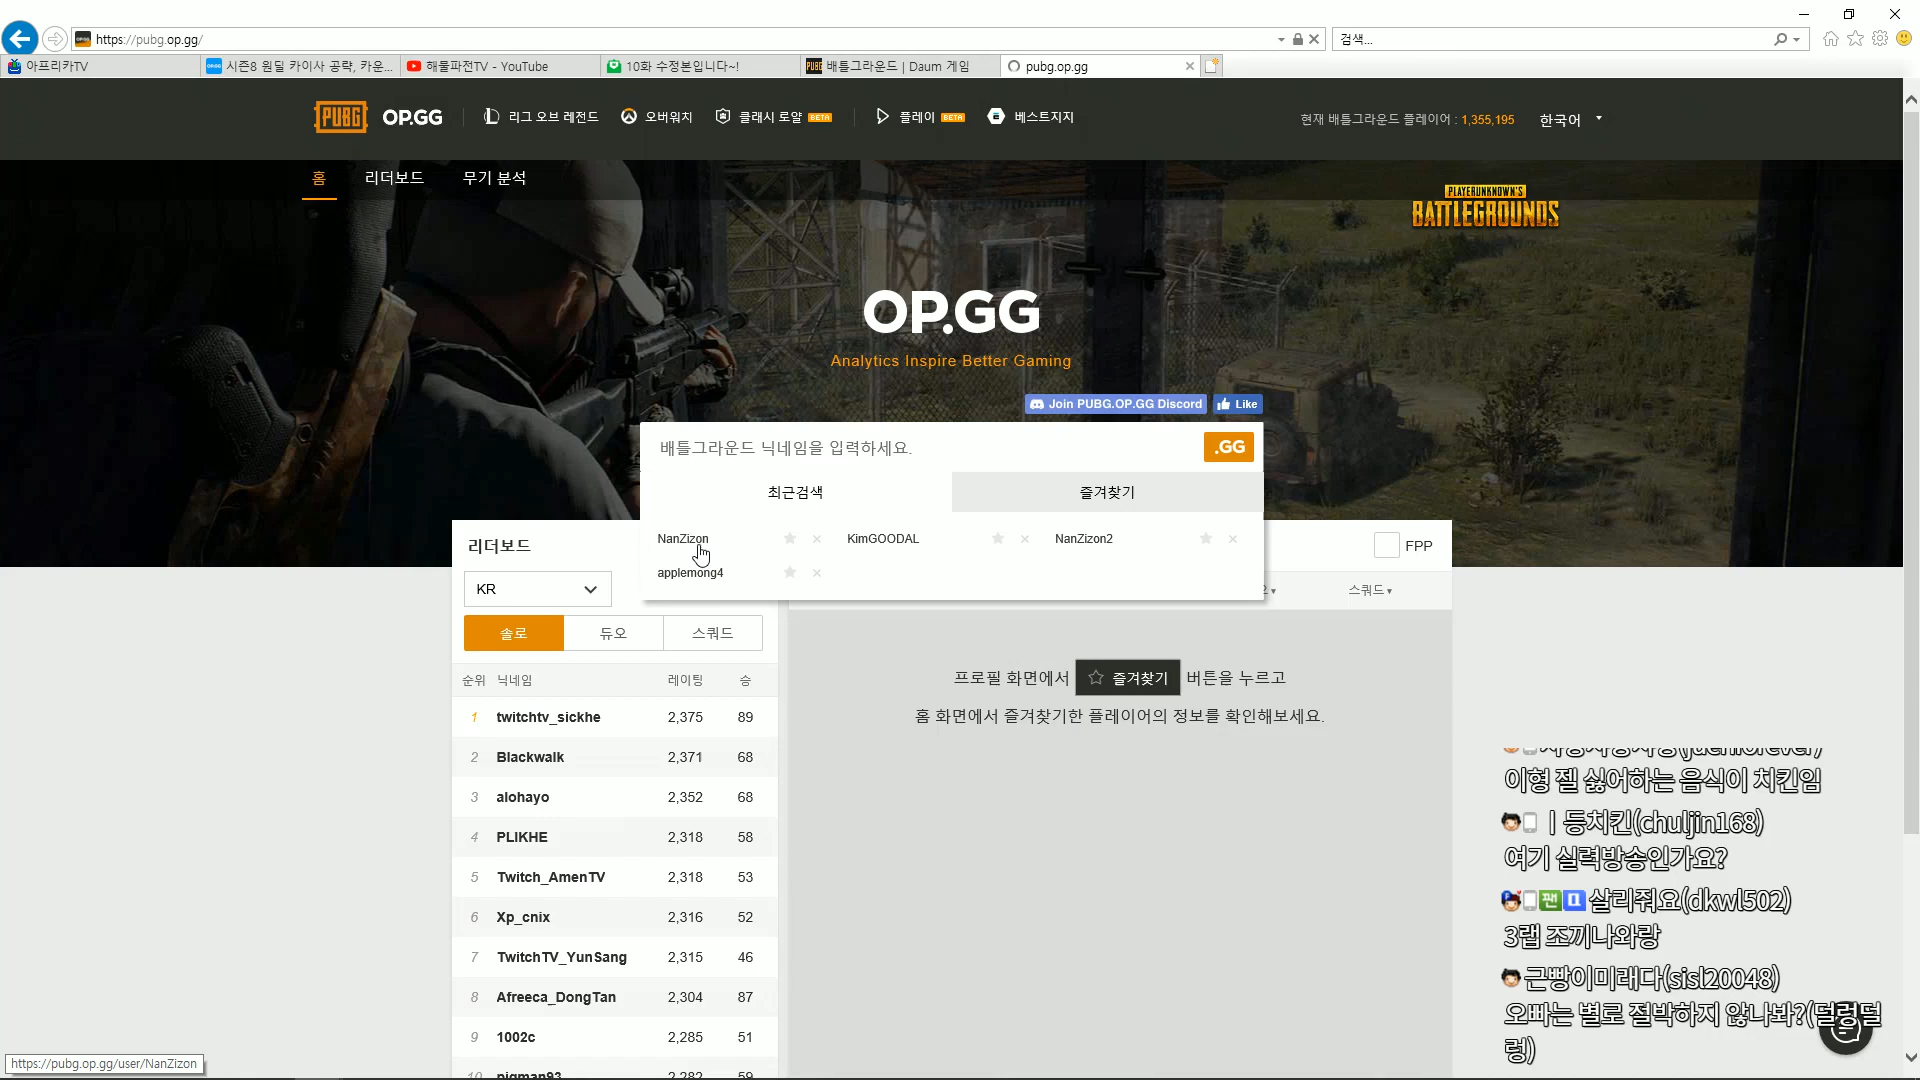 https://pubg.op.gg/
검색...
아프리카TV
시즌8 원딜 카이사 공략, 카운...
해물파전TV - YouTube
10화 수정본입니다~!
배틀그라운드 | Daum 게임
pubg.op.gg
PUBG OP.GG
리그 오브 레전드
오버워치
클래시 로얄 BETA
플레이 BETA
베스트지지
현재 배틀그라운드 플레이어 : 1,355,195
한국어
홈
리더보드
무기 분석
PLAYERUNKNOWN'S
BATTLEGROUNDS
OP.GG
Analytics Inspire Better Gaming
Join PUBG.OP.GG Discord
Like
배틀그라운드 닉네임을 입력하세요.
.GG
최근검색
즐겨찾기
NanZizon
KimGOODAL
NanZizon2
applemong4
리더보드
FPP
KR
스쿼드
솔로
듀오
스쿼드
순위 닉네임 레이팅 승
1 twitchtv_sickhe 2,375 89
2 Blackwalk 2,371 68
3 alohayo 2,352 68
4 PLIKHE 2,318 58
5 Twitch_AmenTV 2,318 53
6 Xp_cnix 2,316 52
7 TwitchTV_YunSang 2,315 46
8 Afreeca_DongTan 2,304 87
9 1002c 2,285 51
10 pigman93 2,282 59
프로필 화면에서 즐겨찾기 버튼을 누르고
홈 화면에서 즐겨찾기한 플레이어의 정보를 확인해보세요.
이형 젤 싫어하는 음식이 치킨임
ㅣ등치킨(chuljin168)
여기 실력방송인가요?
팬 살리줘요(dkwl502)
3랩 조끼나와랑
근빵이미래다(sisl20048)
오빠는 별로 절박하지 않나봐?(덜렁덜
렁)
https://pubg.op.gg/user/NanZizon